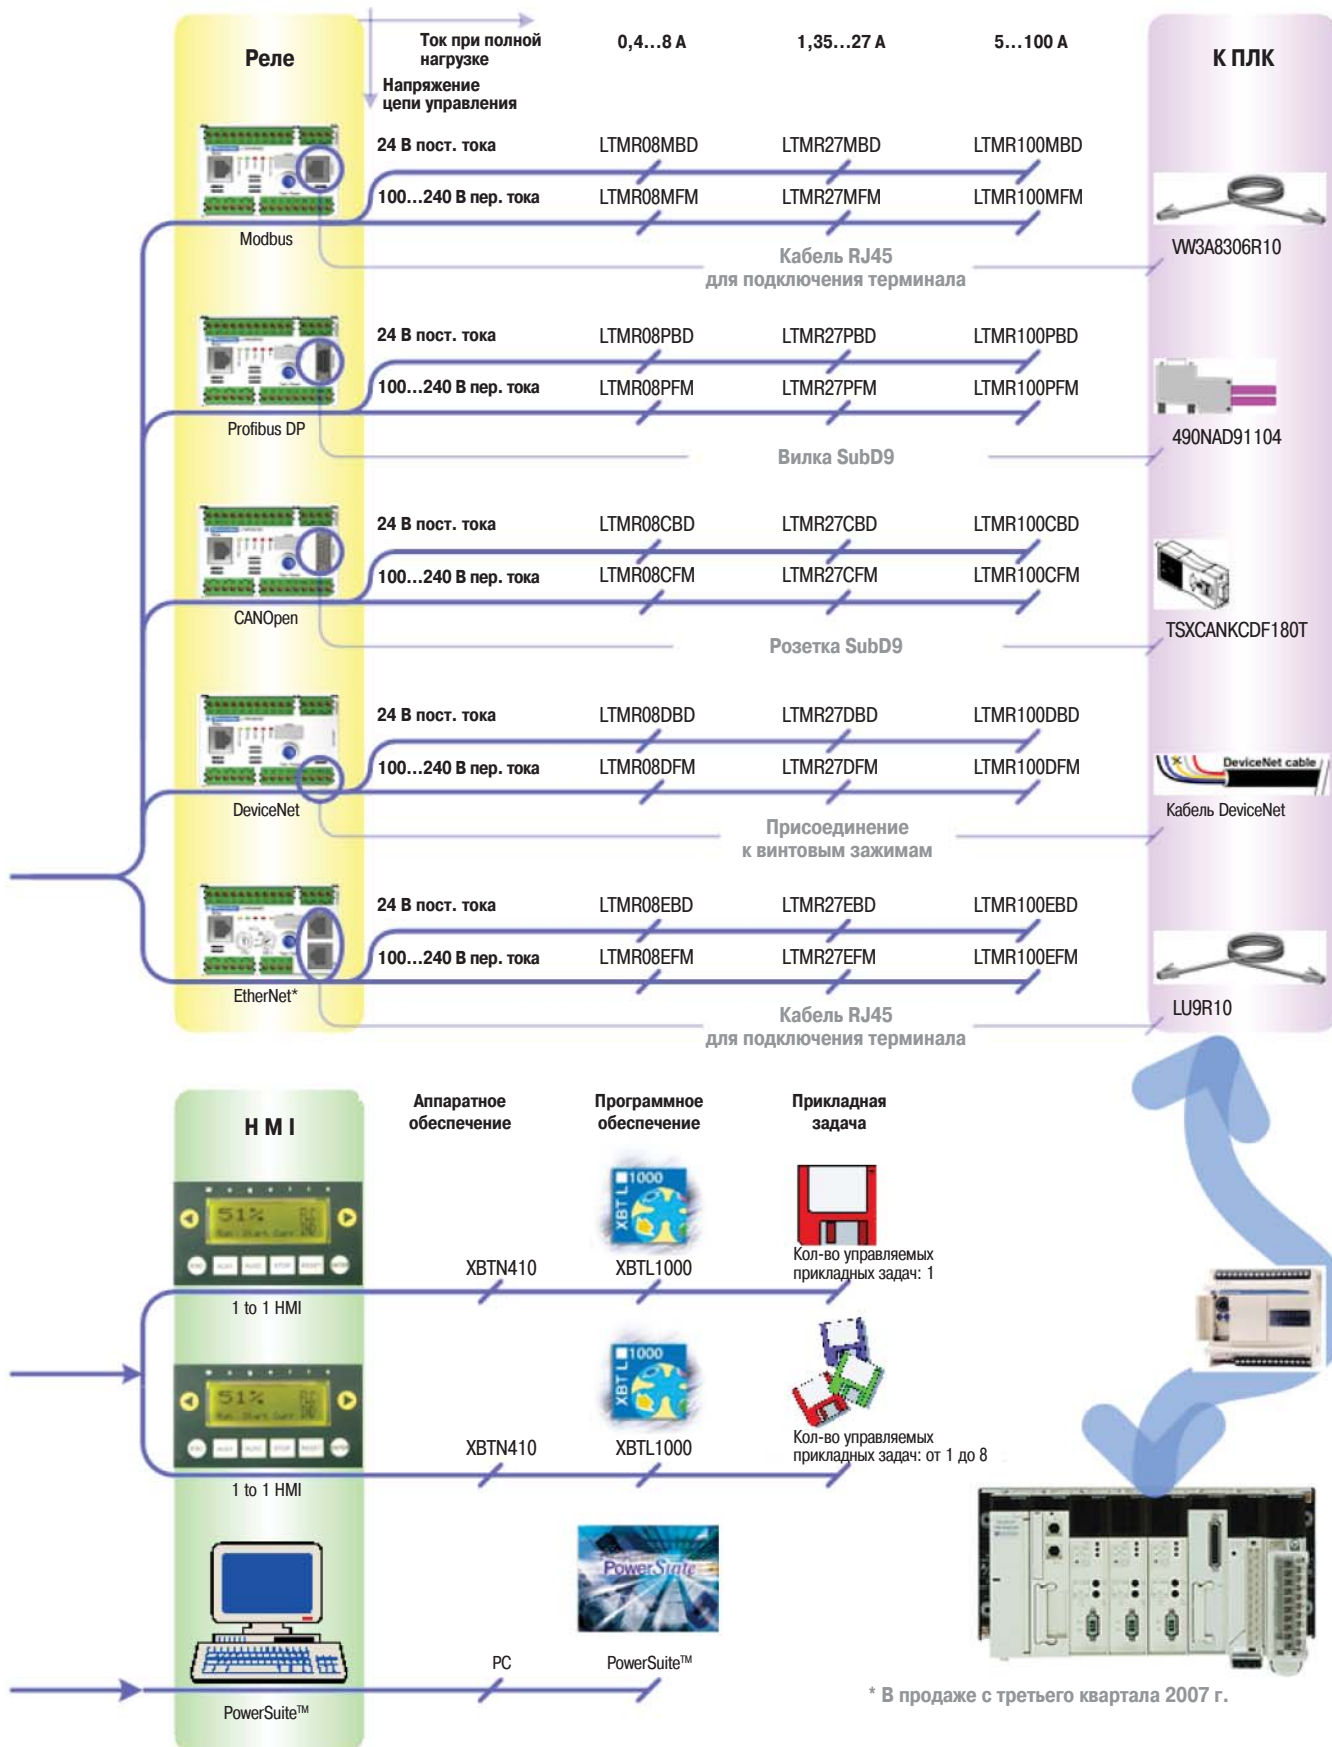 Реле
Ток при полной
нагрузке
0,4...8 А
1,35...27 А
5...100 А
К ПЛК
Напряжение
цепи управления
24 В пост. тока
LTMR08MBD
LTMR27MBD
LTMR100MBD
100...240 В пер. тока
LTMR08MFM
LTMR27MFM
LTMR100MFM
Modbus
Кабель RJ45
для подключения терминала
VW3A8306R10
24 В пост. тока
LTMR08PBD
LTMR27PBD
LTMR100PBD
100...240 В пер. тока
LTMR08PFM
LTMR27PFM
LTMR100PFM
Profibus DP
Вилка SubD9
490NAD91104
24 В пост. тока
LTMR08CBD
LTMR27CBD
LTMR100CBD
100...240 В пер. тока
LTMR08CFM
LTMR27CFM
LTMR100CFM
CANOpen
Розетка SubD9
TSXCANKCDF180T
24 В пост. тока
LTMR08DBD
LTMR27DBD
LTMR100DBD
100...240 В пер. тока
LTMR08DFM
LTMR27DFM
LTMR100DFM
DeviceNet cable
DeviceNet
Присоединение
к винтовым зажимам
Кабель DeviceNet
24 В пост. тока
LTMR08EBD
LTMR27EBD
LTMR100EBD
100...240 В пер. тока
LTMR08EFM
LTMR27EFM
LTMR100EFM
EtherNet*
Кабель RJ45
для подключения терминала
LU9R10
HMI
Аппаратное
обеспечение
Программное
обеспечение
Прикладная
задача
XBT L 1000
51%
XBTN410
XBTL1000
Кол-во управляемых
прикладных задач: 1
1 to 1 HMI
XBT L 1000
51%
XBTN410
XBTL1000
Кол-во управляемых
прикладных задач: от 1 до 8
1 to 1 HMI
PowerSuite
PC
PowerSuite™
PowerSuite™
* В продаже с третьего квартала 2007 г.